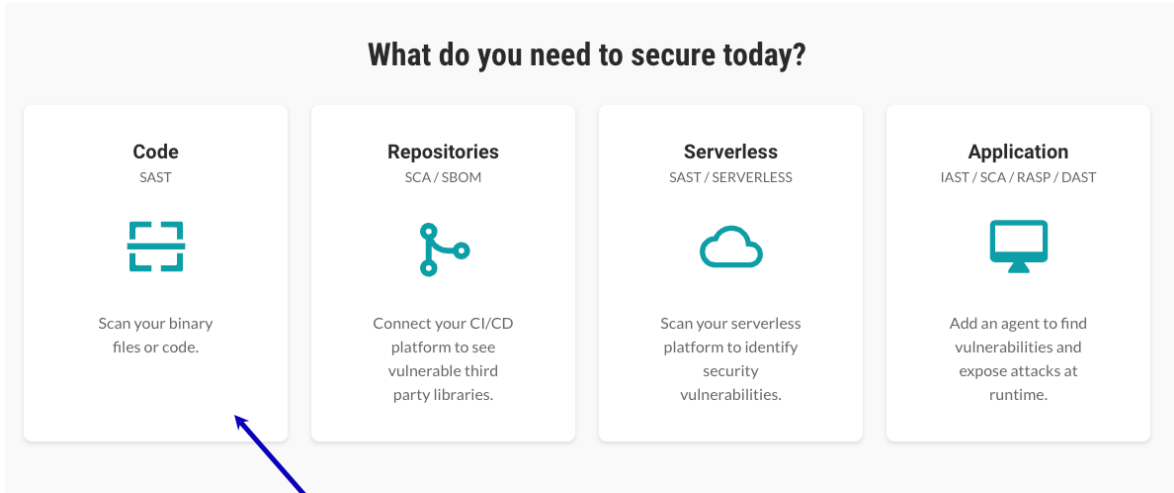 What do you need to secure today?
Code
SAST
Scan your binary
files or code.
Repositories
SCA / SBOM
Connect your CI/CD
platform to see
vulnerable third
party libraries.
Serverless
SAST / SERVERLESS
Scan your serverless
platform to identify
security
vulnerabilities.
Application
IAST / SCA / RASP / DAST
Add an agent to find
vulnerabilities and
expose attacks at
runtime.